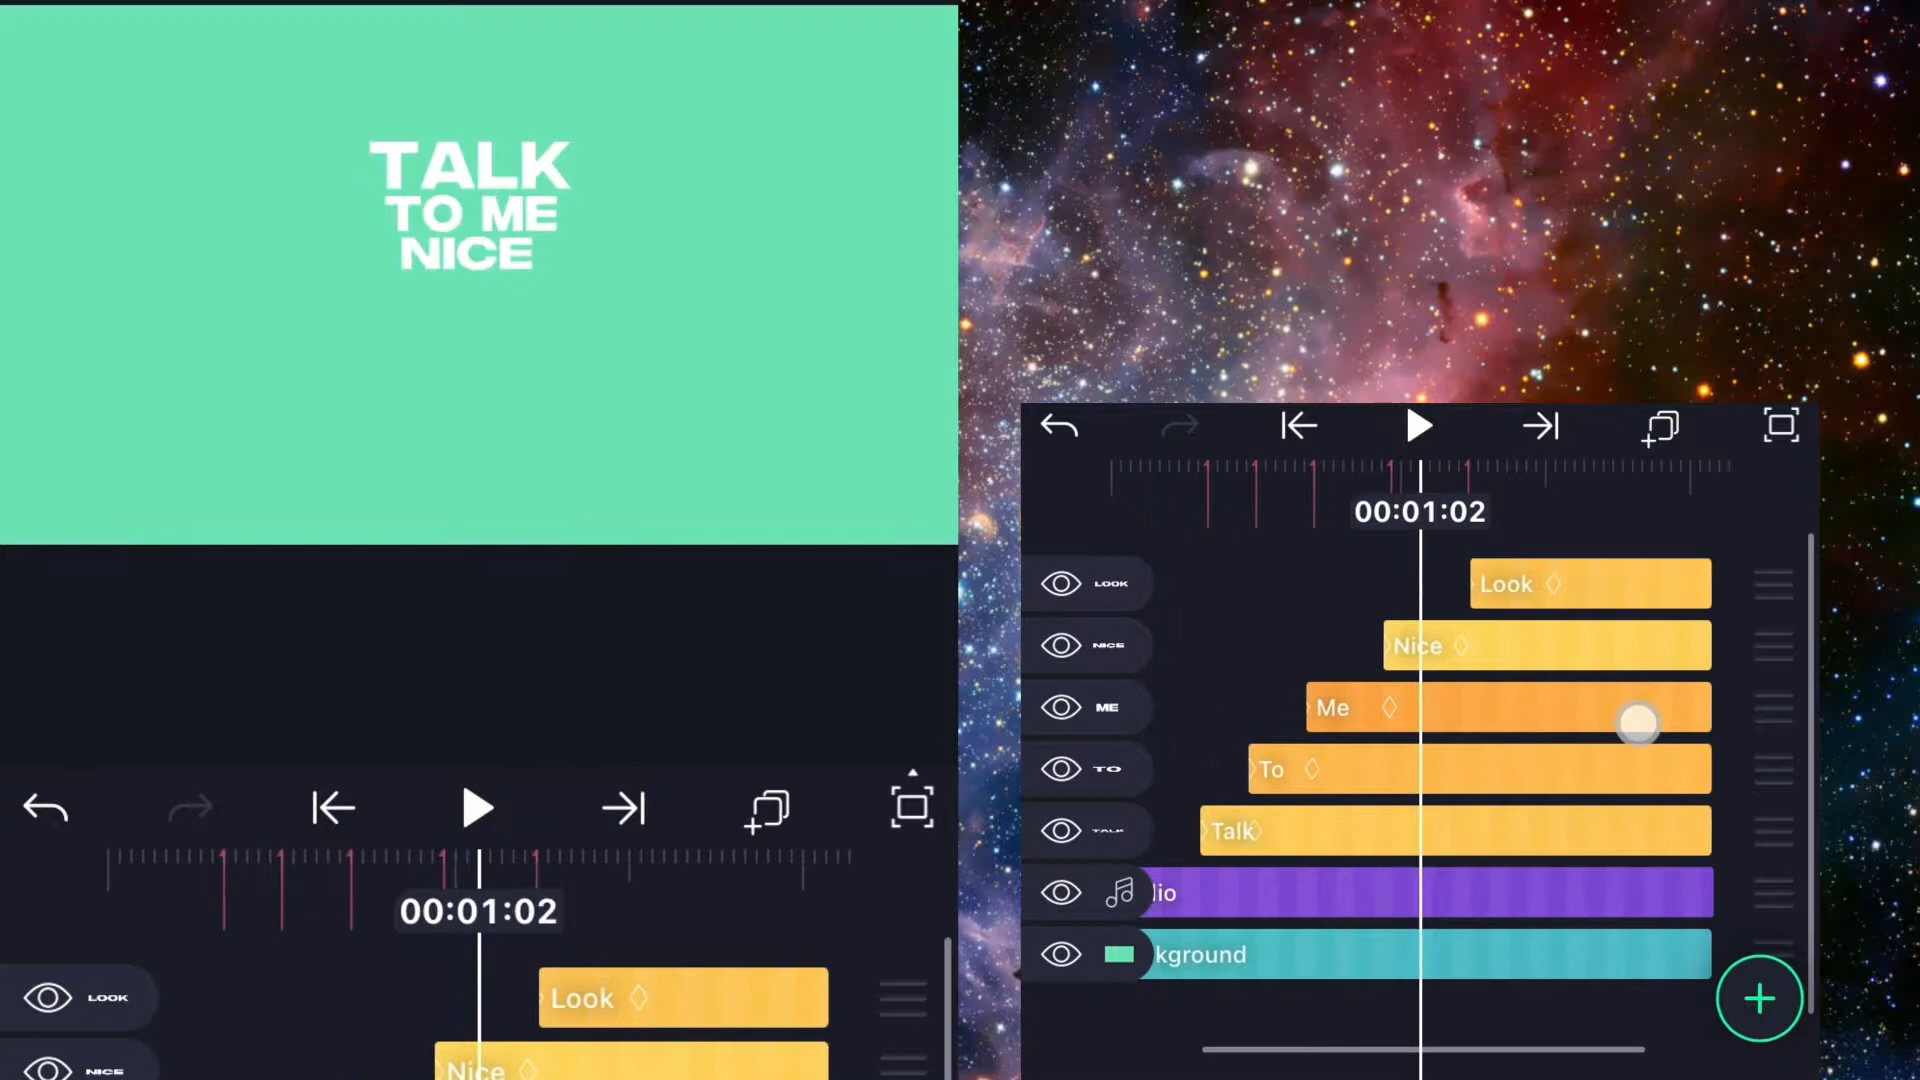 TALK
TO ME
NICE
00:01:02
LOOK
Look
NICE
Nice
00:01:02
LOOK
Look
NICE
Nice
ME
Me
TO
To
TALK
Talk
lio
kground